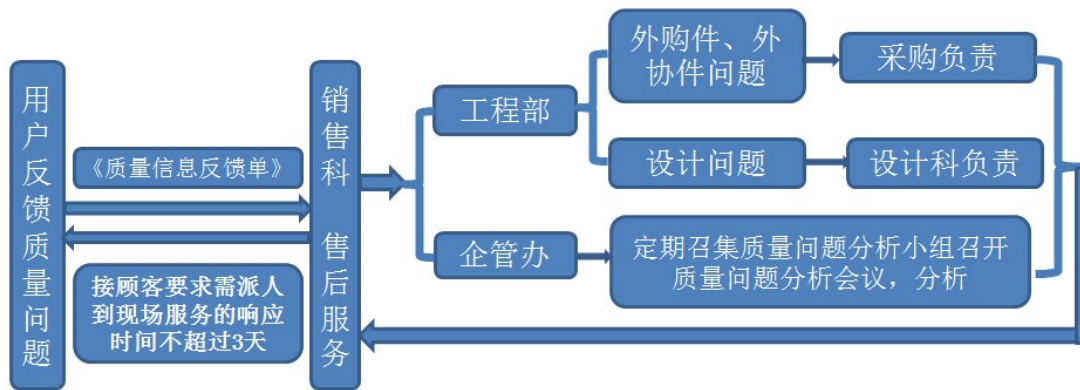 用户反馈质量问题
《质量信息反馈单》
接顾客要求需派人
到现场服务的响应
时间不超过3天
销售科 售后服务
工程部
外购件、外
协件问题
采购负责
设计问题
设计科负责
企管办
定期召集质量问题分析小组召开
质量问题分析会议，分析